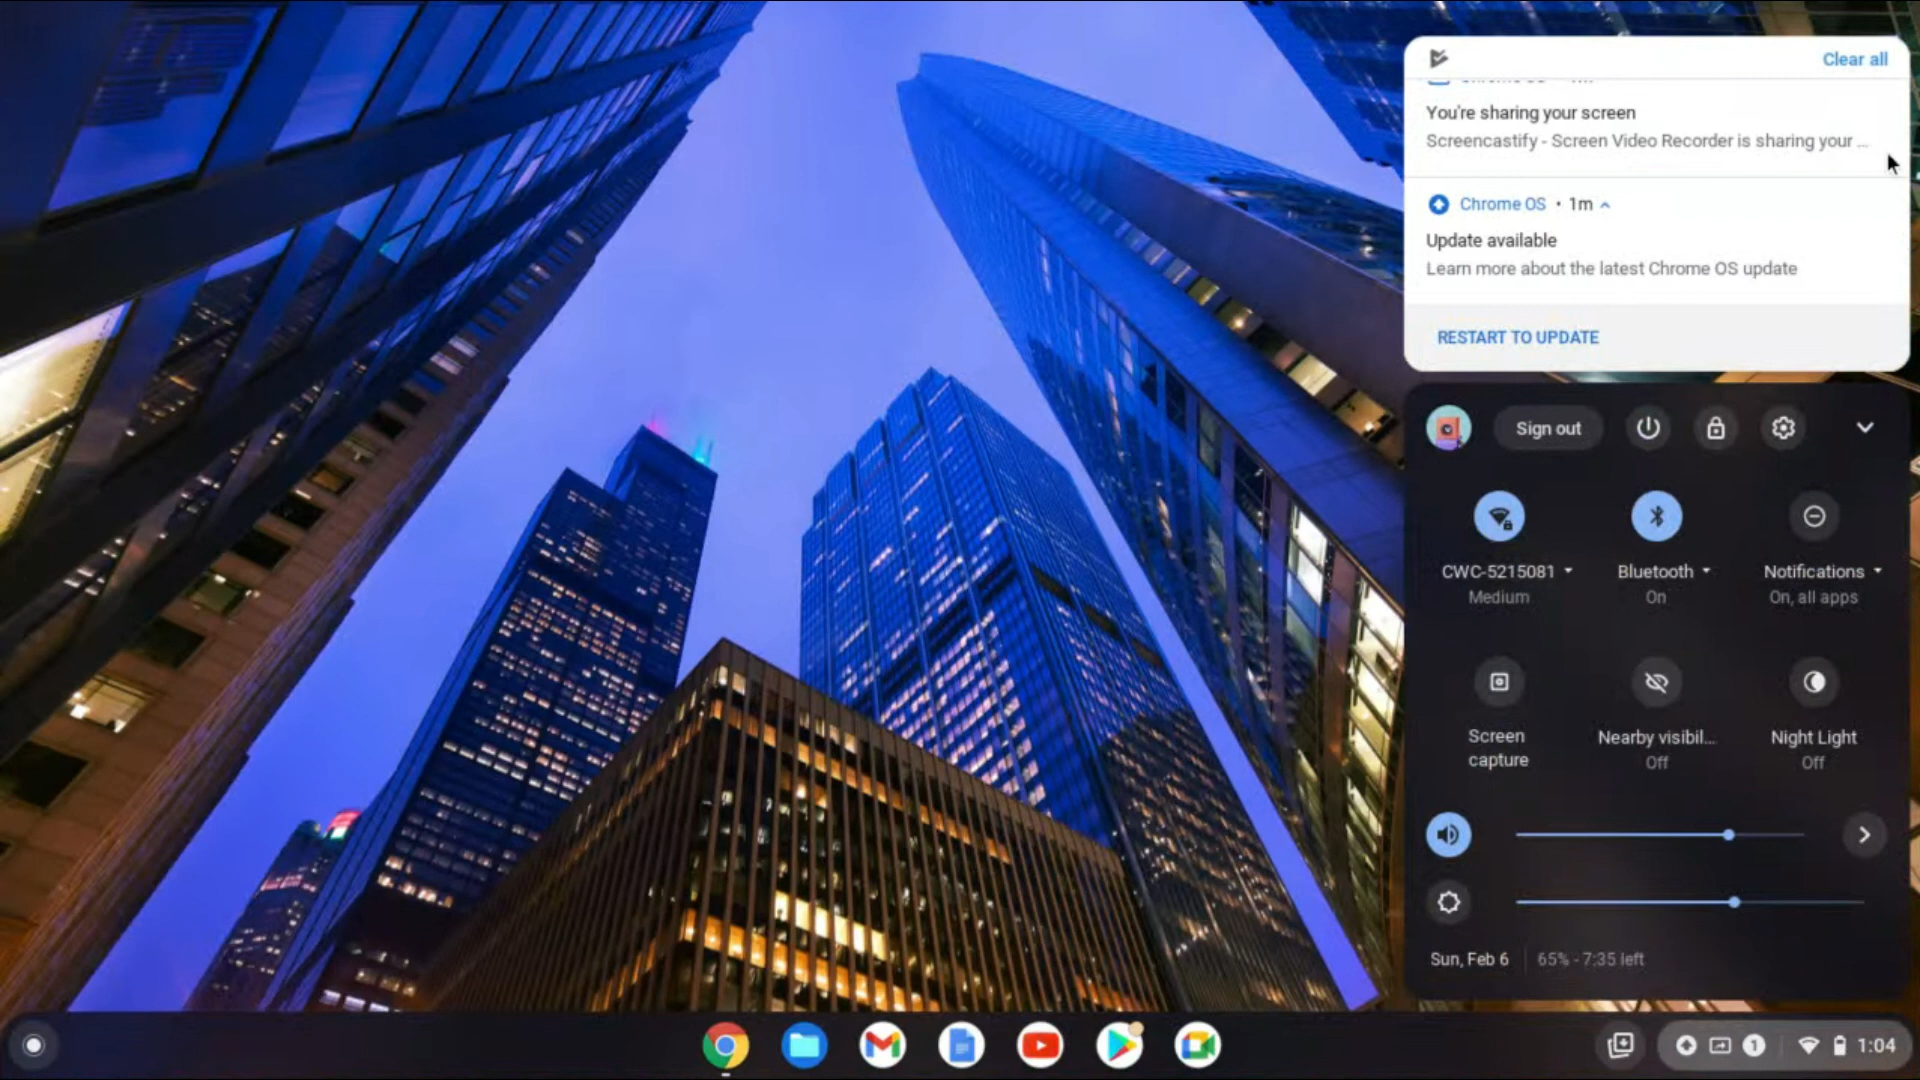 Clear all
You're sharing your screen
Screencastify - Screen Video Recorder is sharing your ...
Chrome OS • 1m
Update available
Learn more about the latest Chrome OS update
RESTART TO UPDATE
Sign out
CWC-5215081
Medium
Bluetooth
On
Notifications
On, all apps
Screen
capture
Nearby visibil...
Off
Night Light
Off
Sun, Feb 6
65% - 7:35 left
1
1:04